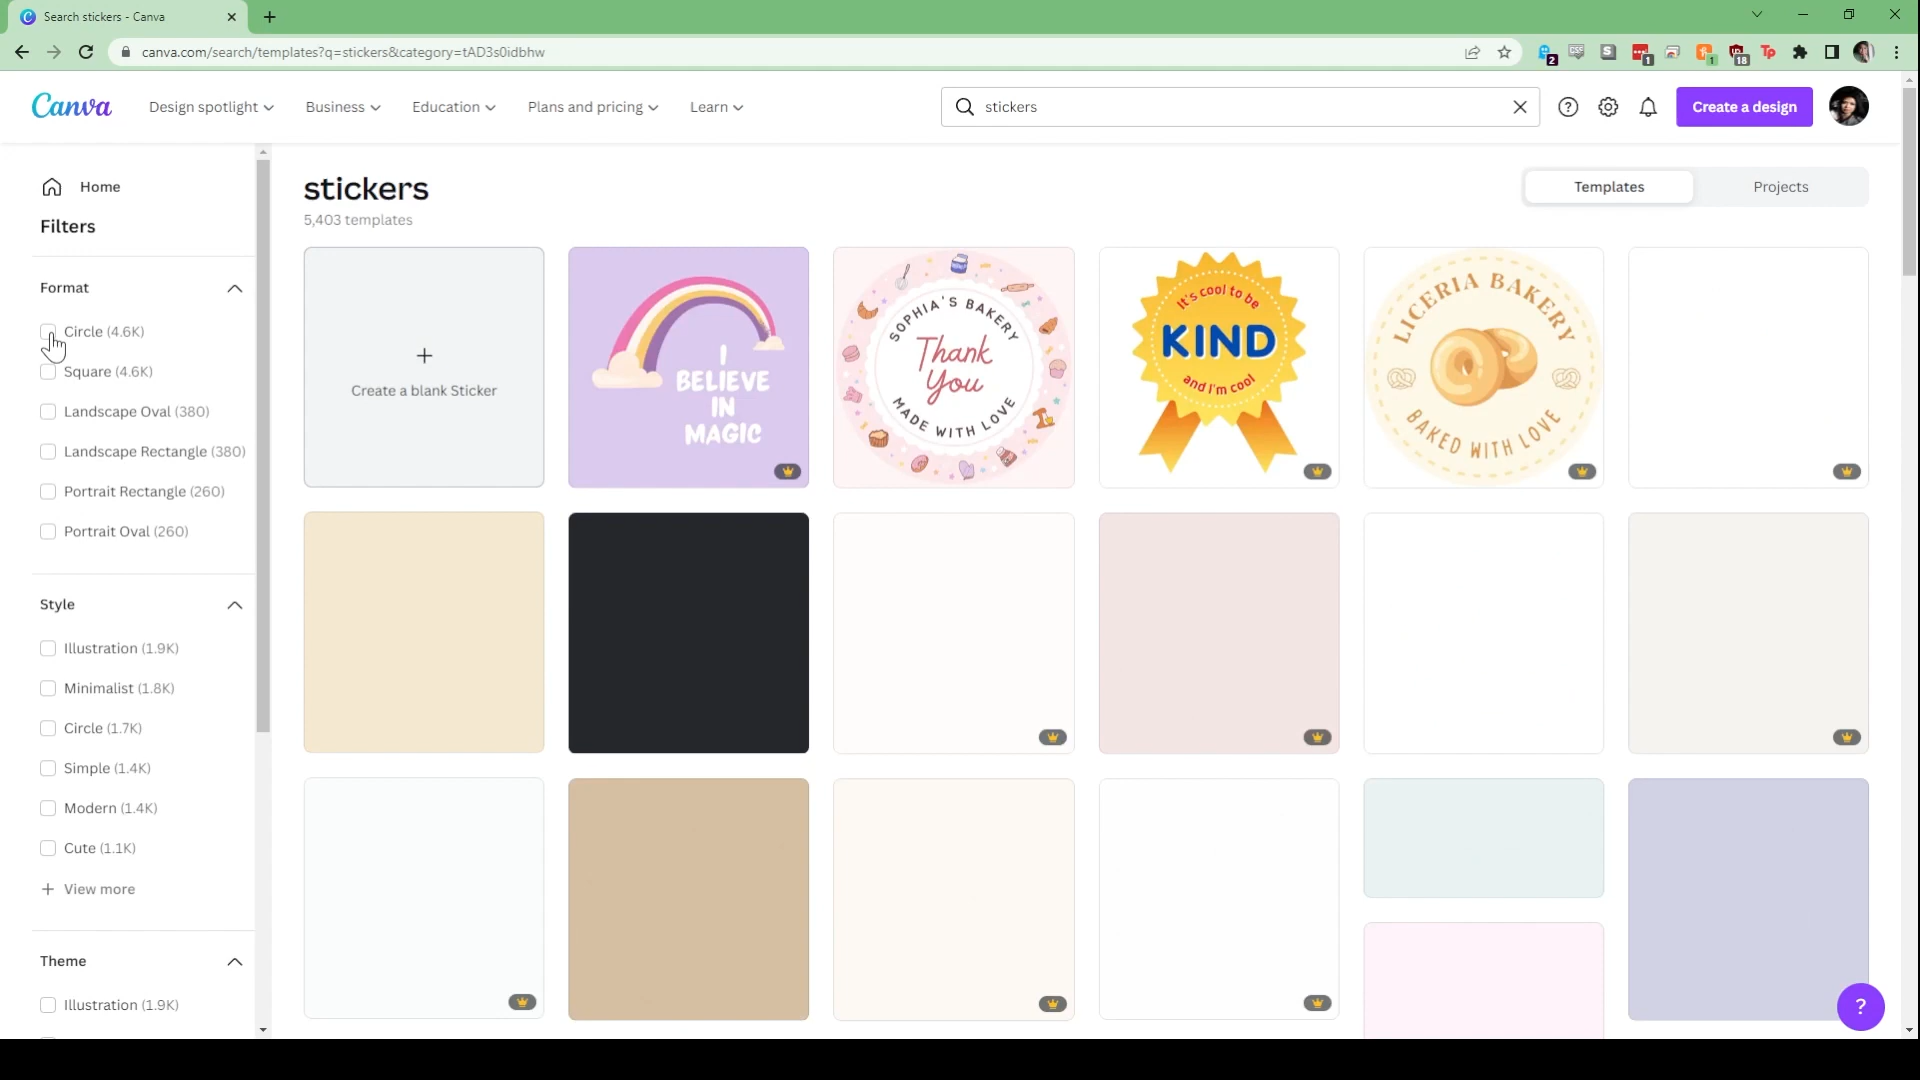 Search stickers - Canva
canva.com/search/templates?q=stickers&category=tAD3s0idbhw
2
1
1
18
Tp
Canva
Design spotlight
Business
Education
Plans and pricing
Learn
stickers
Create a design
Home
Filters
Format
Circle (4.6K)
Square (4.6K)
Landscape Oval (380)
Landscape Rectangle (380)
Portrait Rectangle (260)
Portrait Oval (260)
Style
Illustration (1.9K)
Minimalist (1.8K)
Circle (1.7K)
Simple (1.4K)
Modern (1.4K)
Cute (1.1K)
View more
Theme
Illustration (1.9K)
stickers
5,403 templates
Templates
Projects
Create a blank Sticker
I
BELIEVE
IN
MAGIC
SOPHIA'S BAKERY
Thank
You
MADE WITH LOVE
It's cool to be
KIND
and I'm cool
LICERIA BAKERY
BAKED WITH LOVE
?